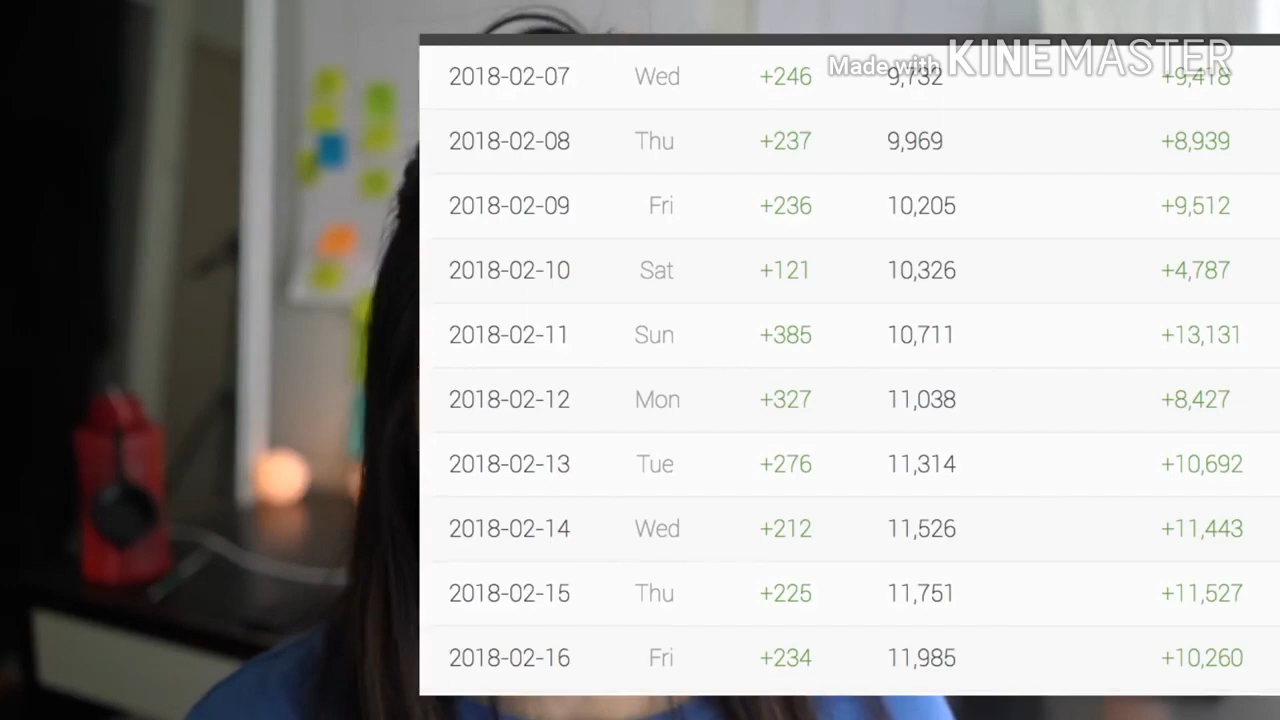 Made with KINEMASTER
2018-02-07 Wed +246 9,732 +9,418
2018-02-08 Thu +237 9,969 +8,939
2018-02-09 Fri +236 10,205 +9,512
2018-02-10 Sat +121 10,326 +4,787
2018-02-11 Sun +385 10,711 +13,131
2018-02-12 Mon +327 11,038 +8,427
2018-02-13 Tue +276 11,314 +10,692
2018-02-14 Wed +212 11,526 +11,443
2018-02-15 Thu +225 11,751 +11,527
2018-02-16 Fri +234 11,985 +10,260